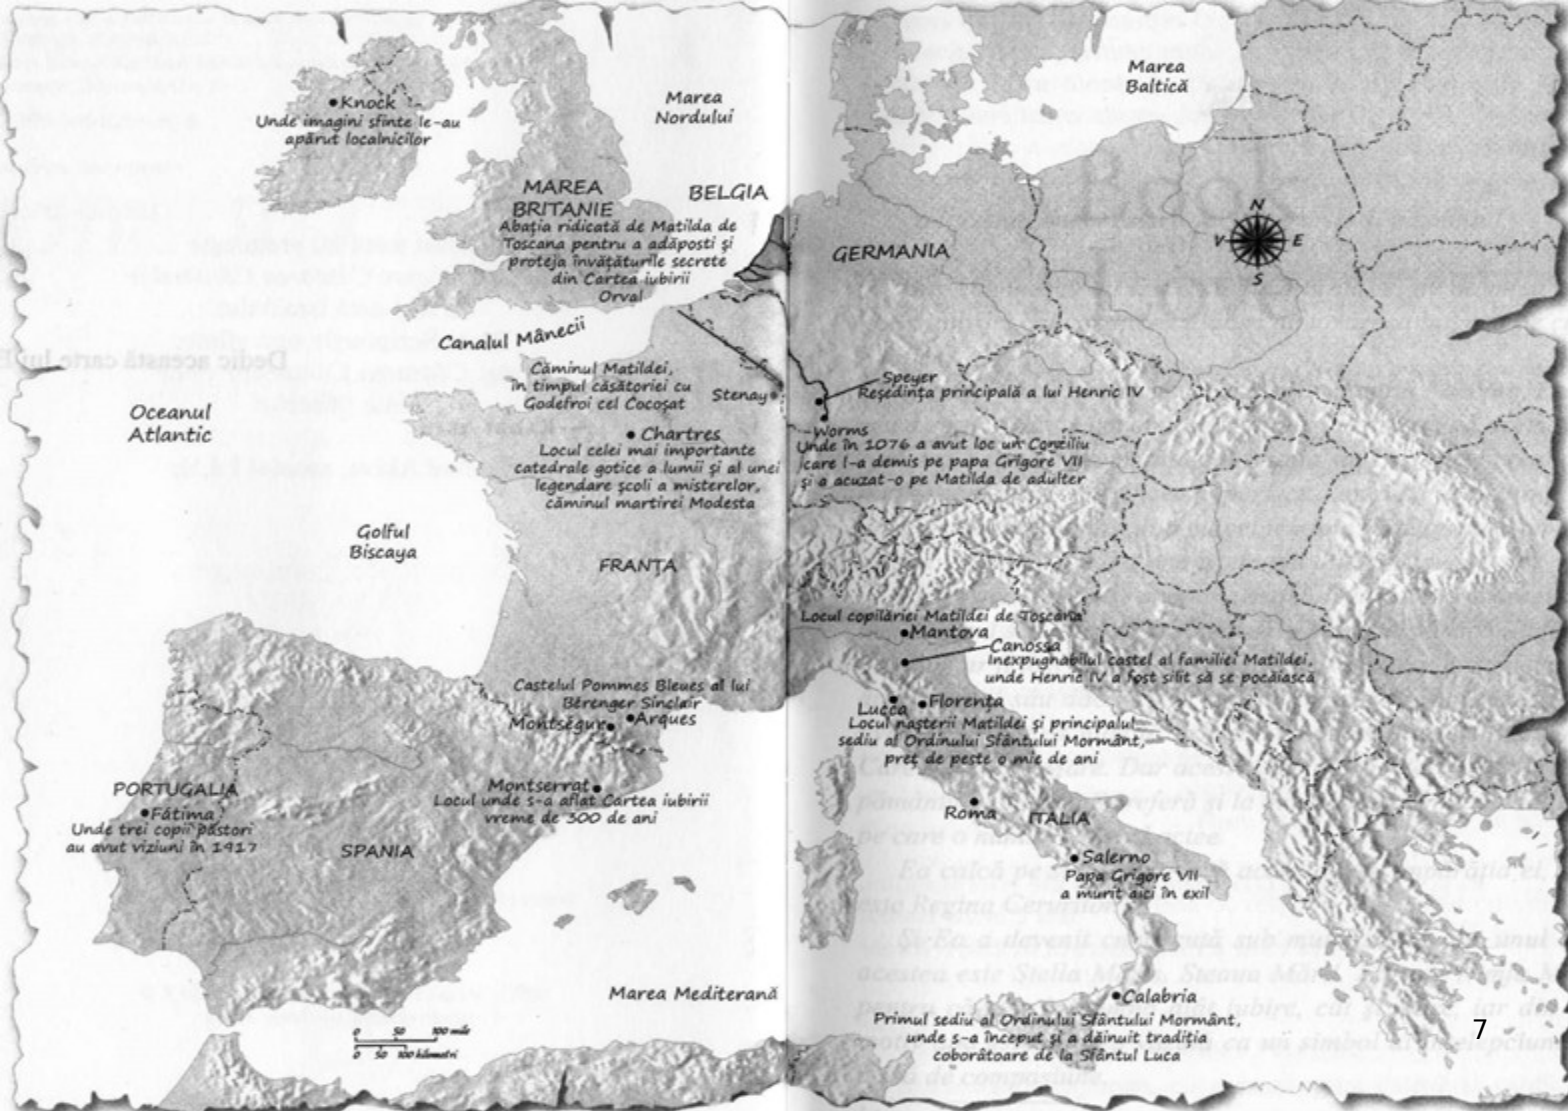 Knock
Unde imagini sfinte le-au
apărut localnicilor
Marea
Nordului
Marea
Baltică
MAREA
BRITANIE
BELGIA
Abația ridicată de Matilda de
Toscana pentru a adăposti și
proteja învățăturile secrete
din Cartea iubirii
Orval
GERMANIA
N
V E
S
Canalul Mânecii
Dedic această carte lui
Oceanul
Atlantic
Căminul Matildei,
în timpul căsătoriei cu
Godefroi cel Cocoșat
Stenay
Speyer
Reședința principală a lui Henric IV
Chartres
Locul celei mai importante
catedrale gotice a lumii și al unei
legendare școli a misterelor,
căminul martirei Modesta
Worms
Unde în 1076 a avut loc un Conziliu
care l-a demis pe papa Grigore VII
și a acuzat-o pe Matilda de adulter
Golful
Biscaya
FRANȚA
Locul copilăriei Matildei de Toscana
Mantova
Canossa
Inexpugnabilul castel al familiei Matildei,
unde Henric IV a fost silit să se pocăiască
Castelul Pommes Bleues al lui
Bérenger Sinclair
Arques
Montségur
Lucca
Florența
Locul nașterii Matildei și principalul
sediu al Ordinului Sfântului Mormânt,
preț de peste o mie de ani
Montserrat
Locul unde s-a aflat Cartea iubirii
vreme de 300 de ani
PORTUGALIA
Fátima
Unde trei copii păstori
au avut viziuni în 1917
SPANIA
Roma
ITALIA
Salerno
Papa Grigore VII
a murit aici în exil
Marea Mediterană
Calabria
Primul sediu al Ordinului Sfântului Mormânt,
unde s-a început și a dăinuit tradiția
coborâtoare de la Sfântul Luca
0 50 100 mile
0 50 100 kilometri
7